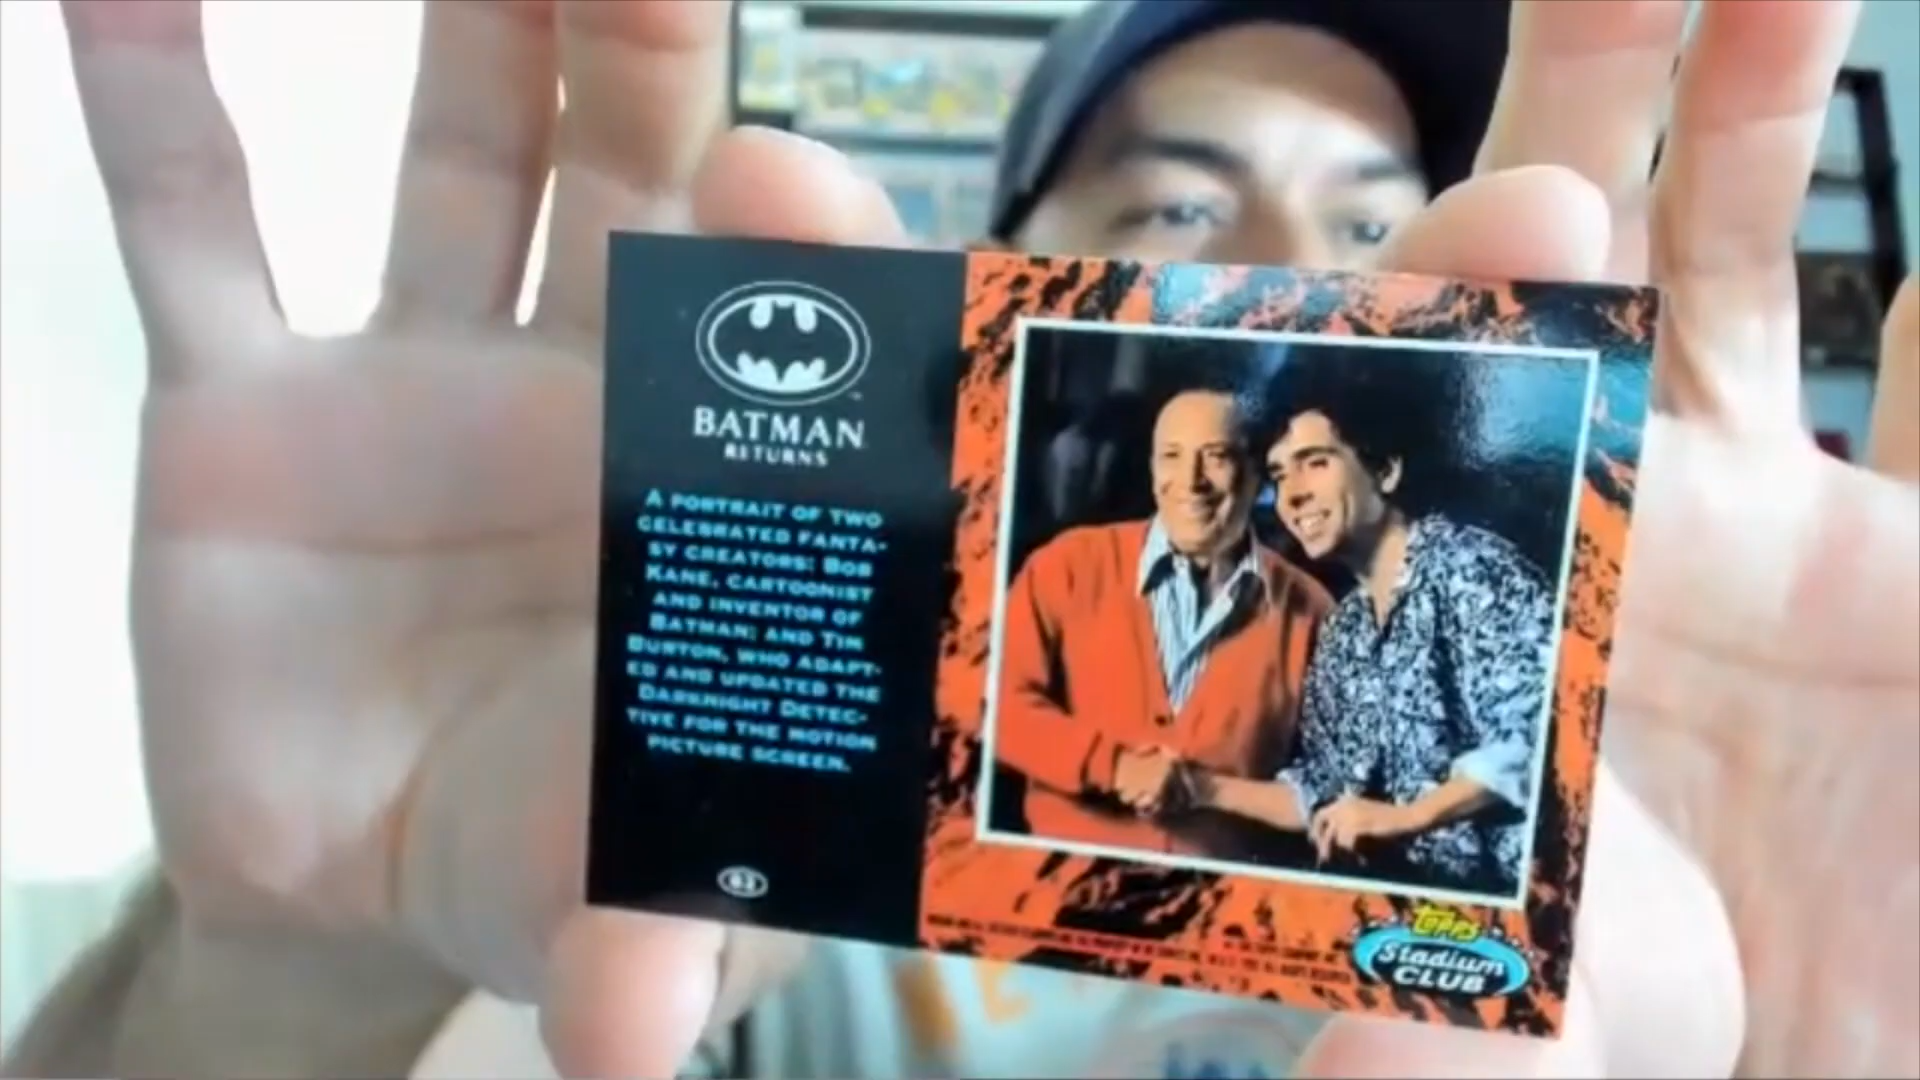 BATMAN
RETURNS
A PORTRAIT OF TWO
CELEBRATED FANTA-
SY CREATORS: BOB
KANE, CARTOONIST
AND INVENTOR OF
BATMAN; AND TIM
BURTON, WHO ADAPT-
ED AND UPDATED THE
DARKNIGHT DETEC-
TIVE FOR THE MOTION
PICTURE SCREEN.
TOPPS
Stadium
CLUB